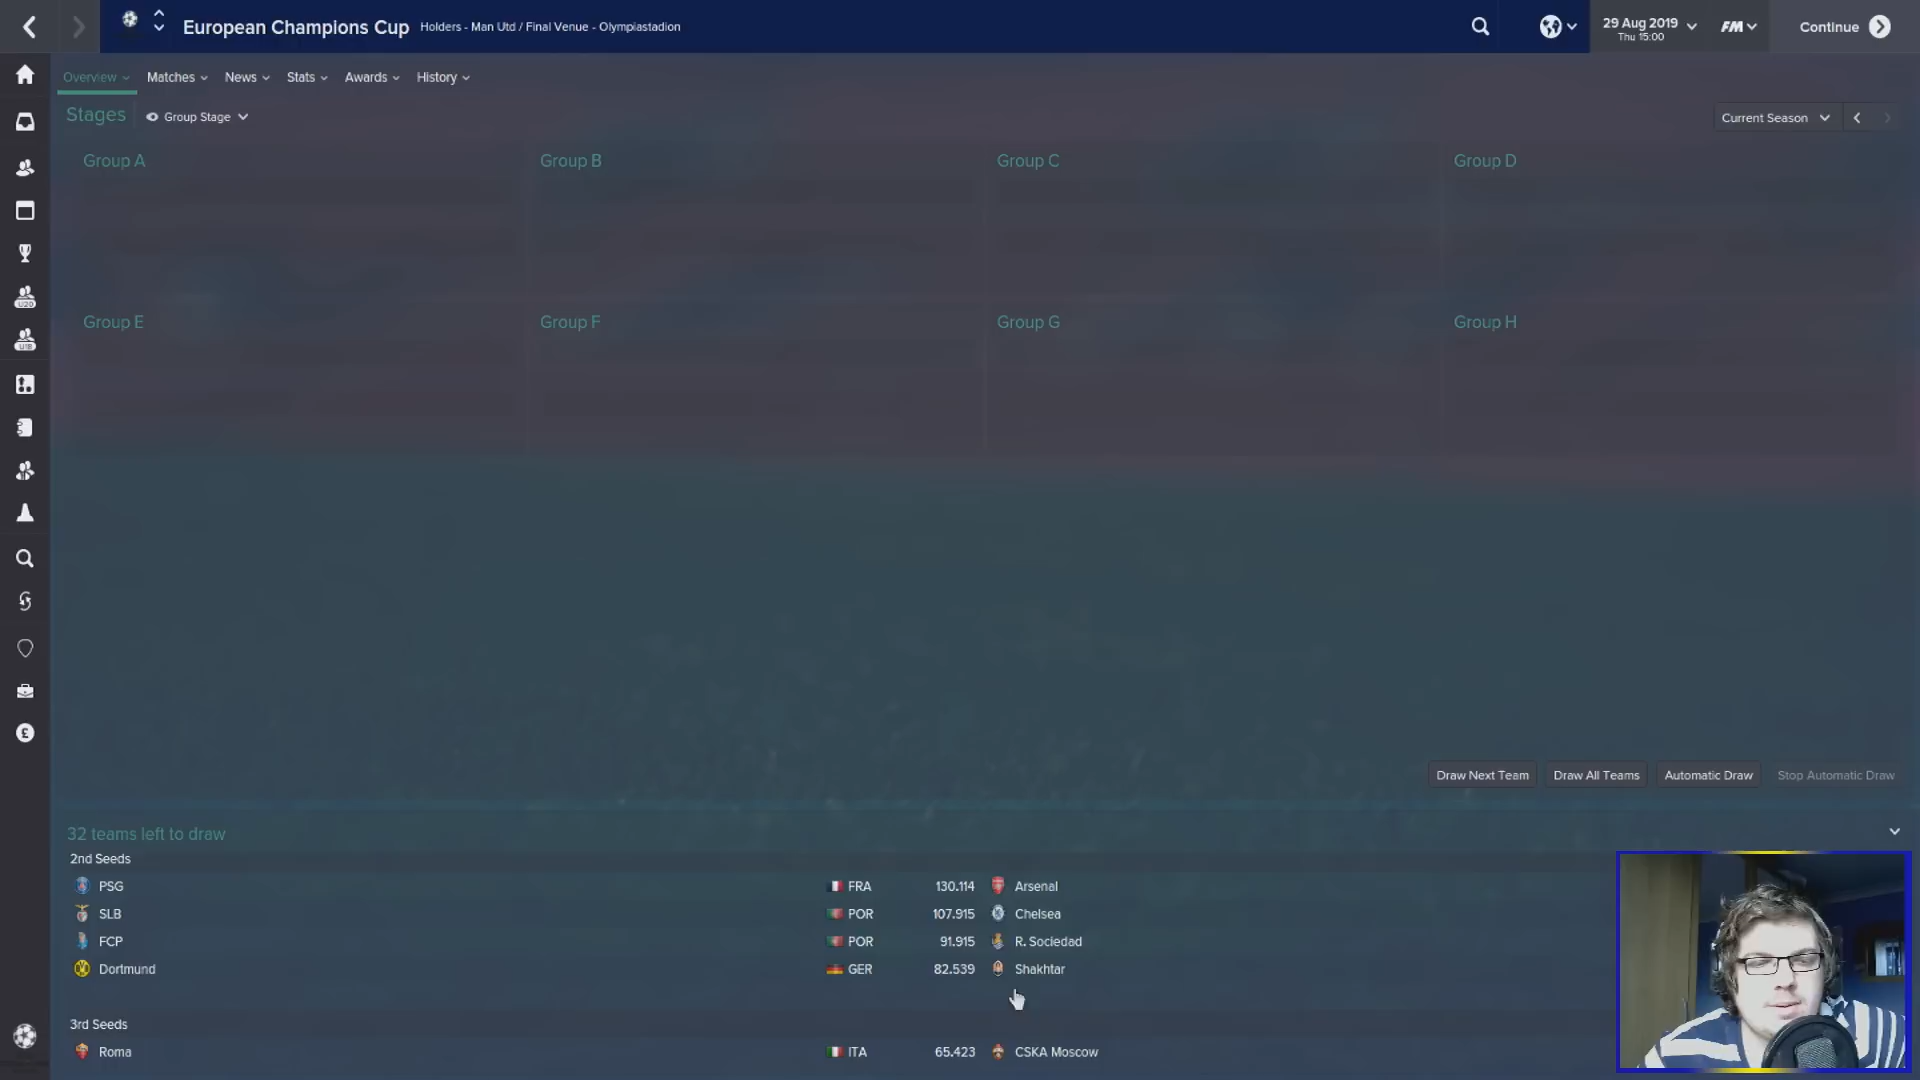 European Champions Cup Holders - Man Utd / Final Venue - Olympiastadion
29 Aug 2019
Thu 15:00
FM
Continue
Overview Matches News Stats Awards History
Stages Group Stage
Current Season
Group A Group B Group C Group D
U20
U18
Group E Group F Group G Group H
Draw Next Team Draw All Teams Automatic Draw Stop Automatic Draw
32 teams left to draw
2nd Seeds
PSG FRA 130.114 Arsenal
SLB POR 107.915 Chelsea
FCP POR 91.915 R. Sociedad
Dortmund GER 82.539 Shakhtar
3rd Seeds
Roma ITA 65.423 CSKA Moscow